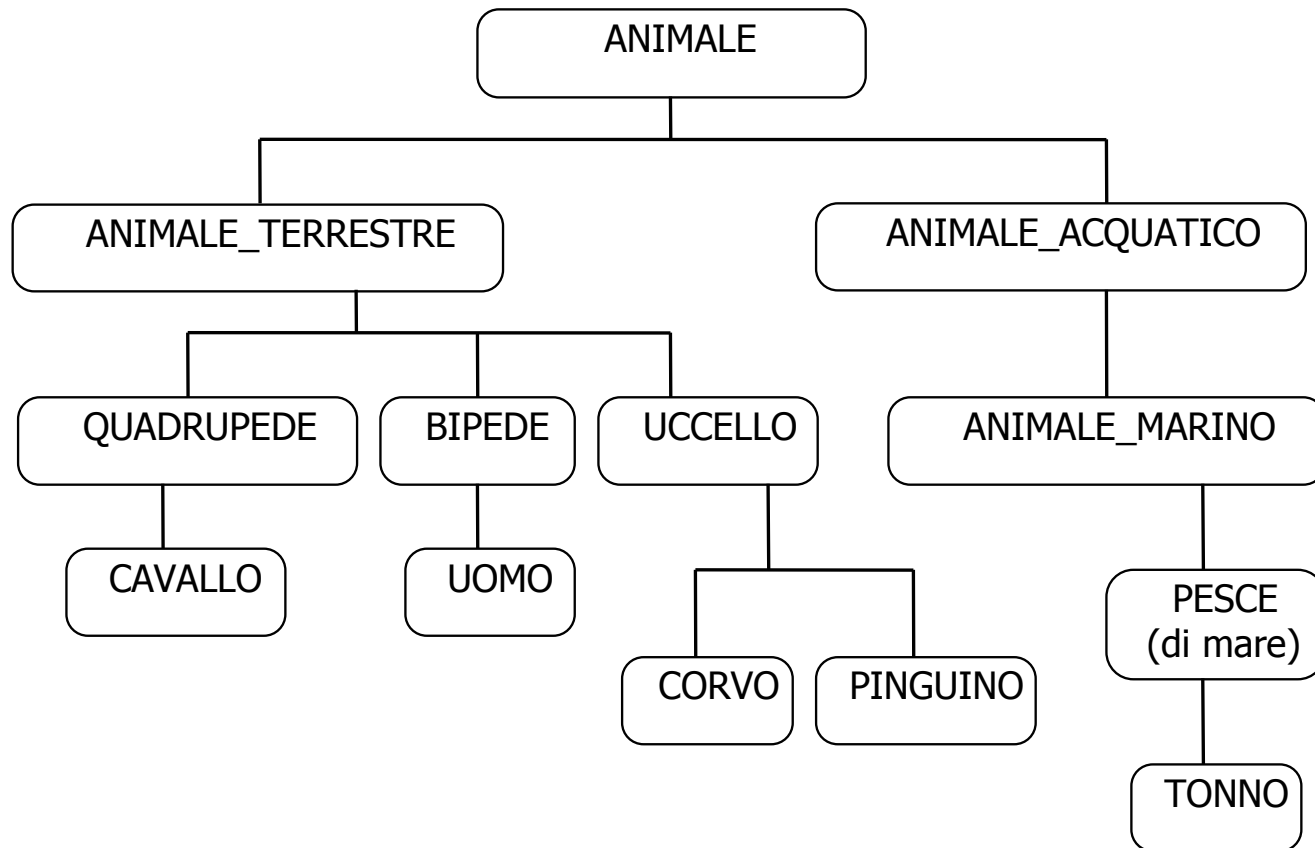 ANIMALE
ANIMALE_TERRESTRE
ANIMALE_ACQUATICO
QUADRUPEDE
BIPEDE
UCCELLO
ANIMALE_MARINO
CAVALLO
UOMO
PESCE
(di mare)
CORVO
PINGUINO
TONNO